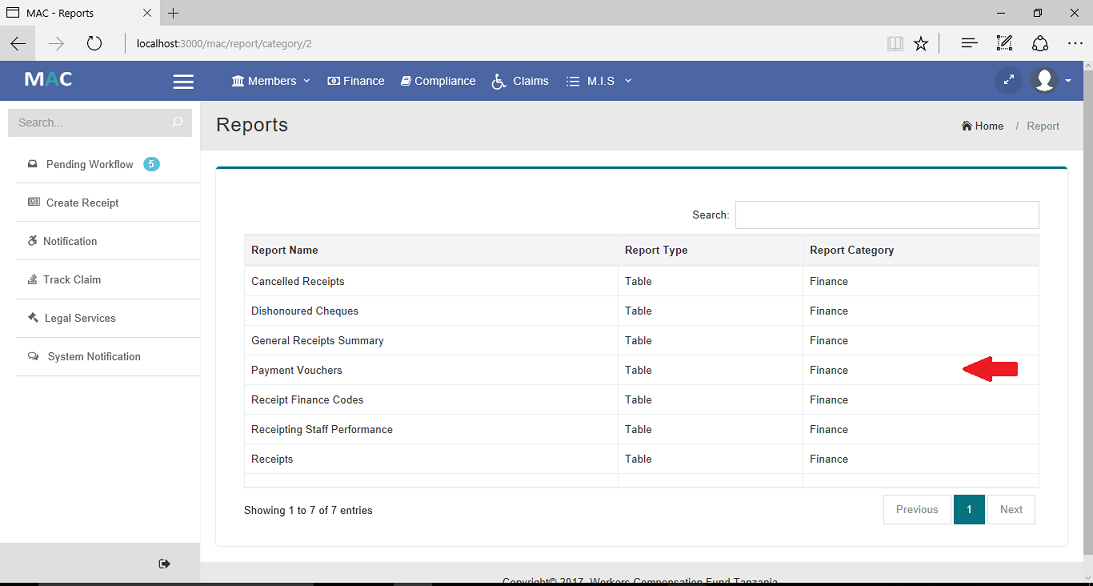 MAC - Reports
localhost:3000/mac/report/category/2
MAC
Members
Finance
Compliance
Claims
M.I.S
Search...
Reports
Home / Report
Pending Workflow 5
Create Receipt
Notification
Track Claim
Legal Services
System Notification
Search:
Report Name Report Type Report Category
Cancelled Receipts Table Finance
Dishonoured Cheques Table Finance
General Receipts Summary Table Finance
Payment Vouchers Table Finance
Receipt Finance Codes Table Finance
Receipting Staff Performance Table Finance
Receipts Table Finance
Showing 1 to 7 of 7 entries
Previous 1 Next
Copyright© 2017, Workers Compensation Fund Tanzania